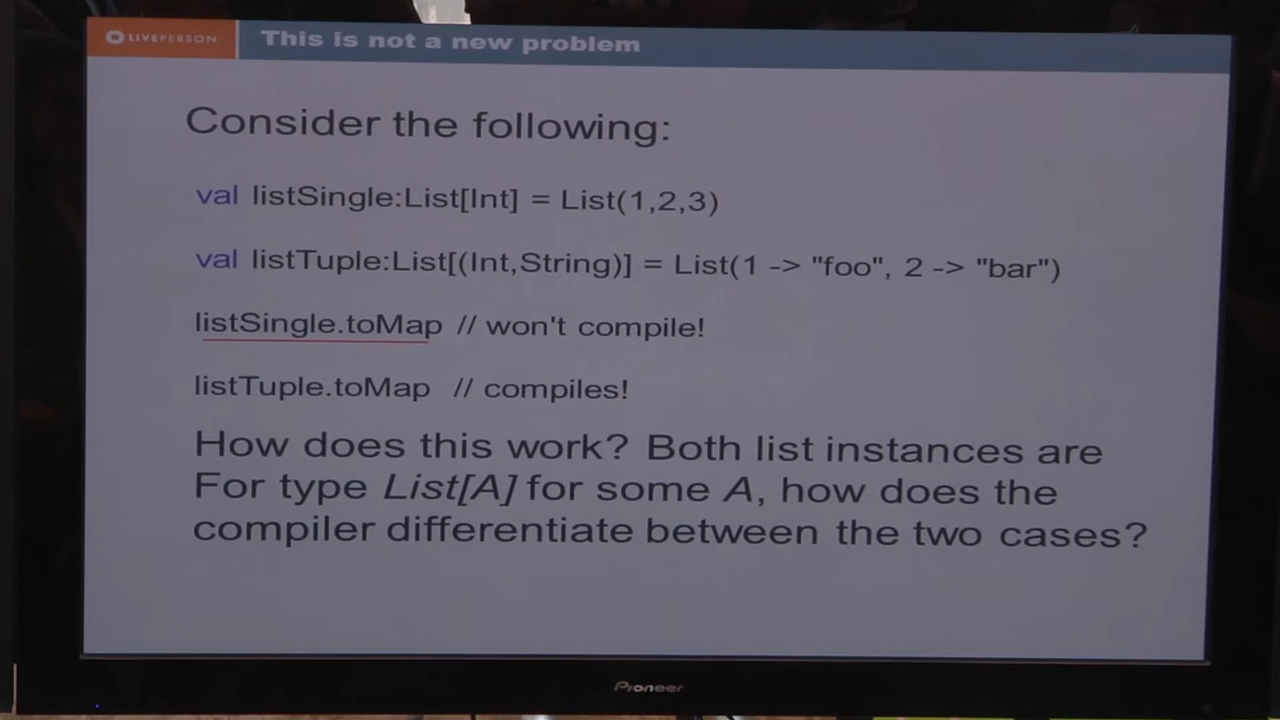 LIVEPERSON
This is not a new problem
Consider the following:
val listSingle:List[Int] = List(1,2,3)
val listTuple:List[(Int,String)] = List(1 -> "foo", 2 -> "bar")
listSingle.toMap // won't compile!
listTuple.toMap // compiles!
How does this work? Both list instances are
For type List[A] for some A, how does the
compiler differentiate between the two cases?
Pioneer